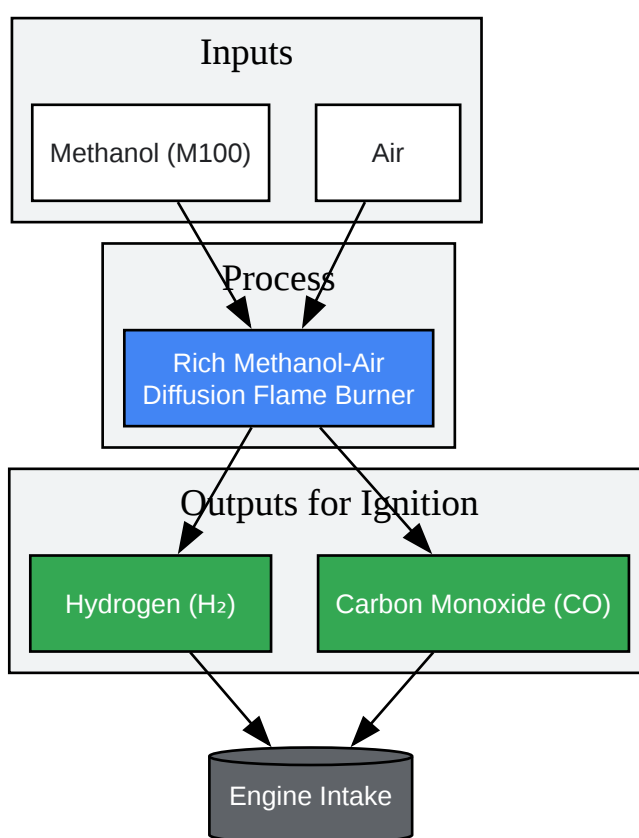 Inputs
Methanol (M100)
Air
Process
Rich Methanol-Air
Diffusion Flame Burner
Outputs for Ignition
Hydrogen (H₂)
Carbon Monoxide (CO)
Engine Intake